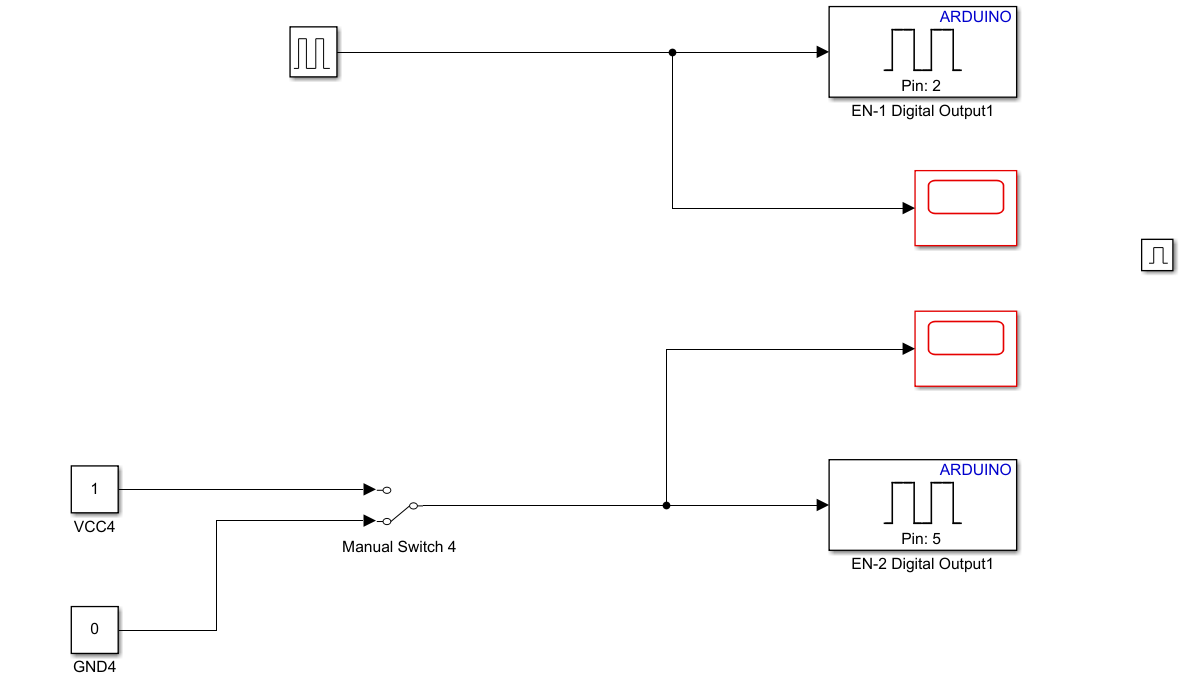 ARDUINO
Pin: 2
EN-1 Digital Output1
1
VCC4
Manual Switch 4
0
GND4
ARDUINO
Pin: 5
EN-2 Digital Output1